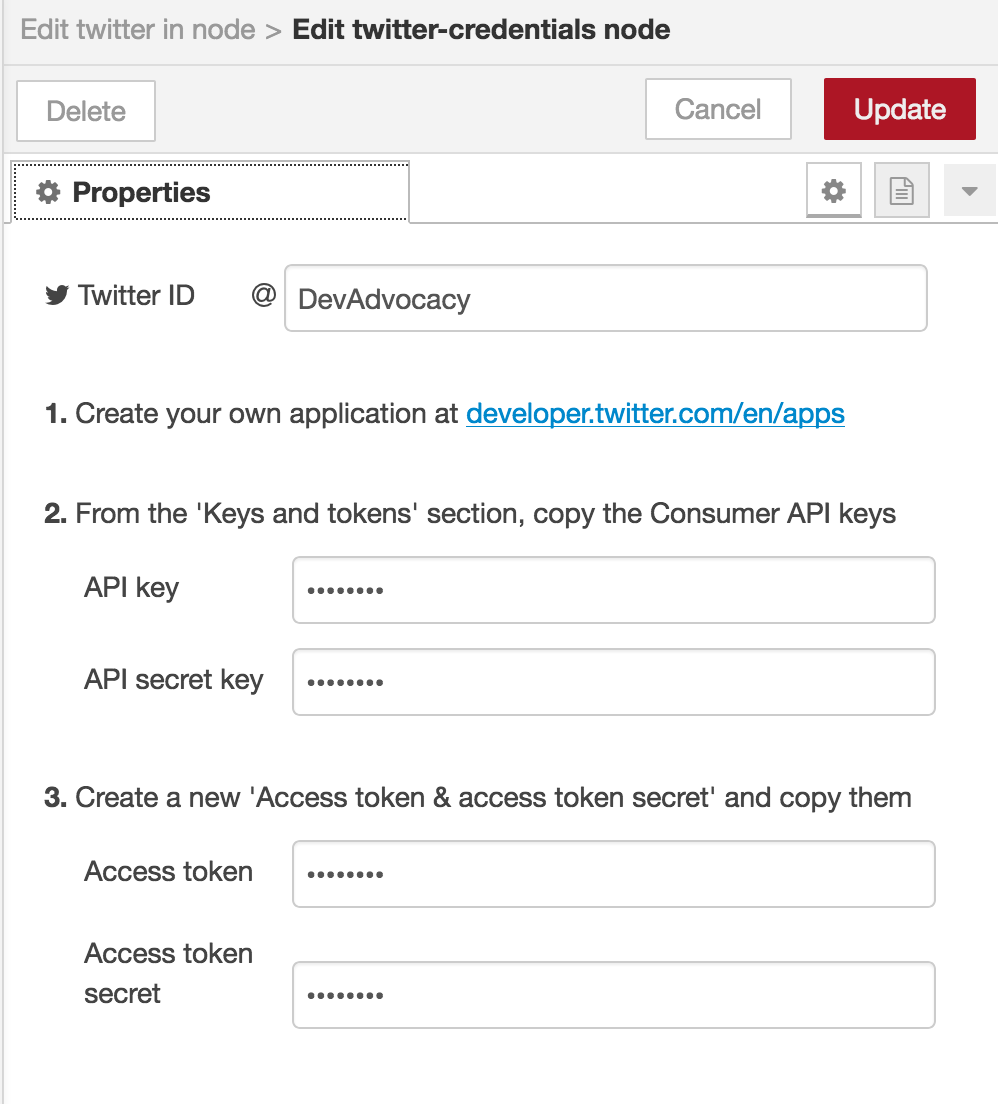 Edit twitter in node > Edit twitter-credentials node
Delete Cancel Update
Properties
Twitter ID @ DevAdvocacy
1. Create your own application at developer.twitter.com/en/apps
2. From the 'Keys and tokens' section, copy the Consumer API keys
API key ••••••••
API secret key ••••••••
3. Create a new 'Access token & access token secret' and copy them
Access token ••••••••
Access token
secret ••••••••